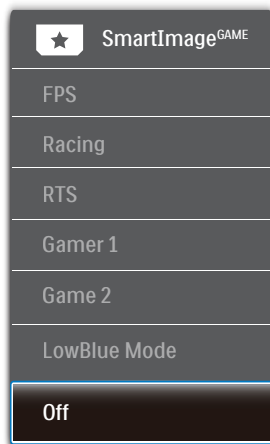 SmartImageGAME
FPS
Racing
RTS
Gamer 1
Game 2
LowBlue Mode
Off